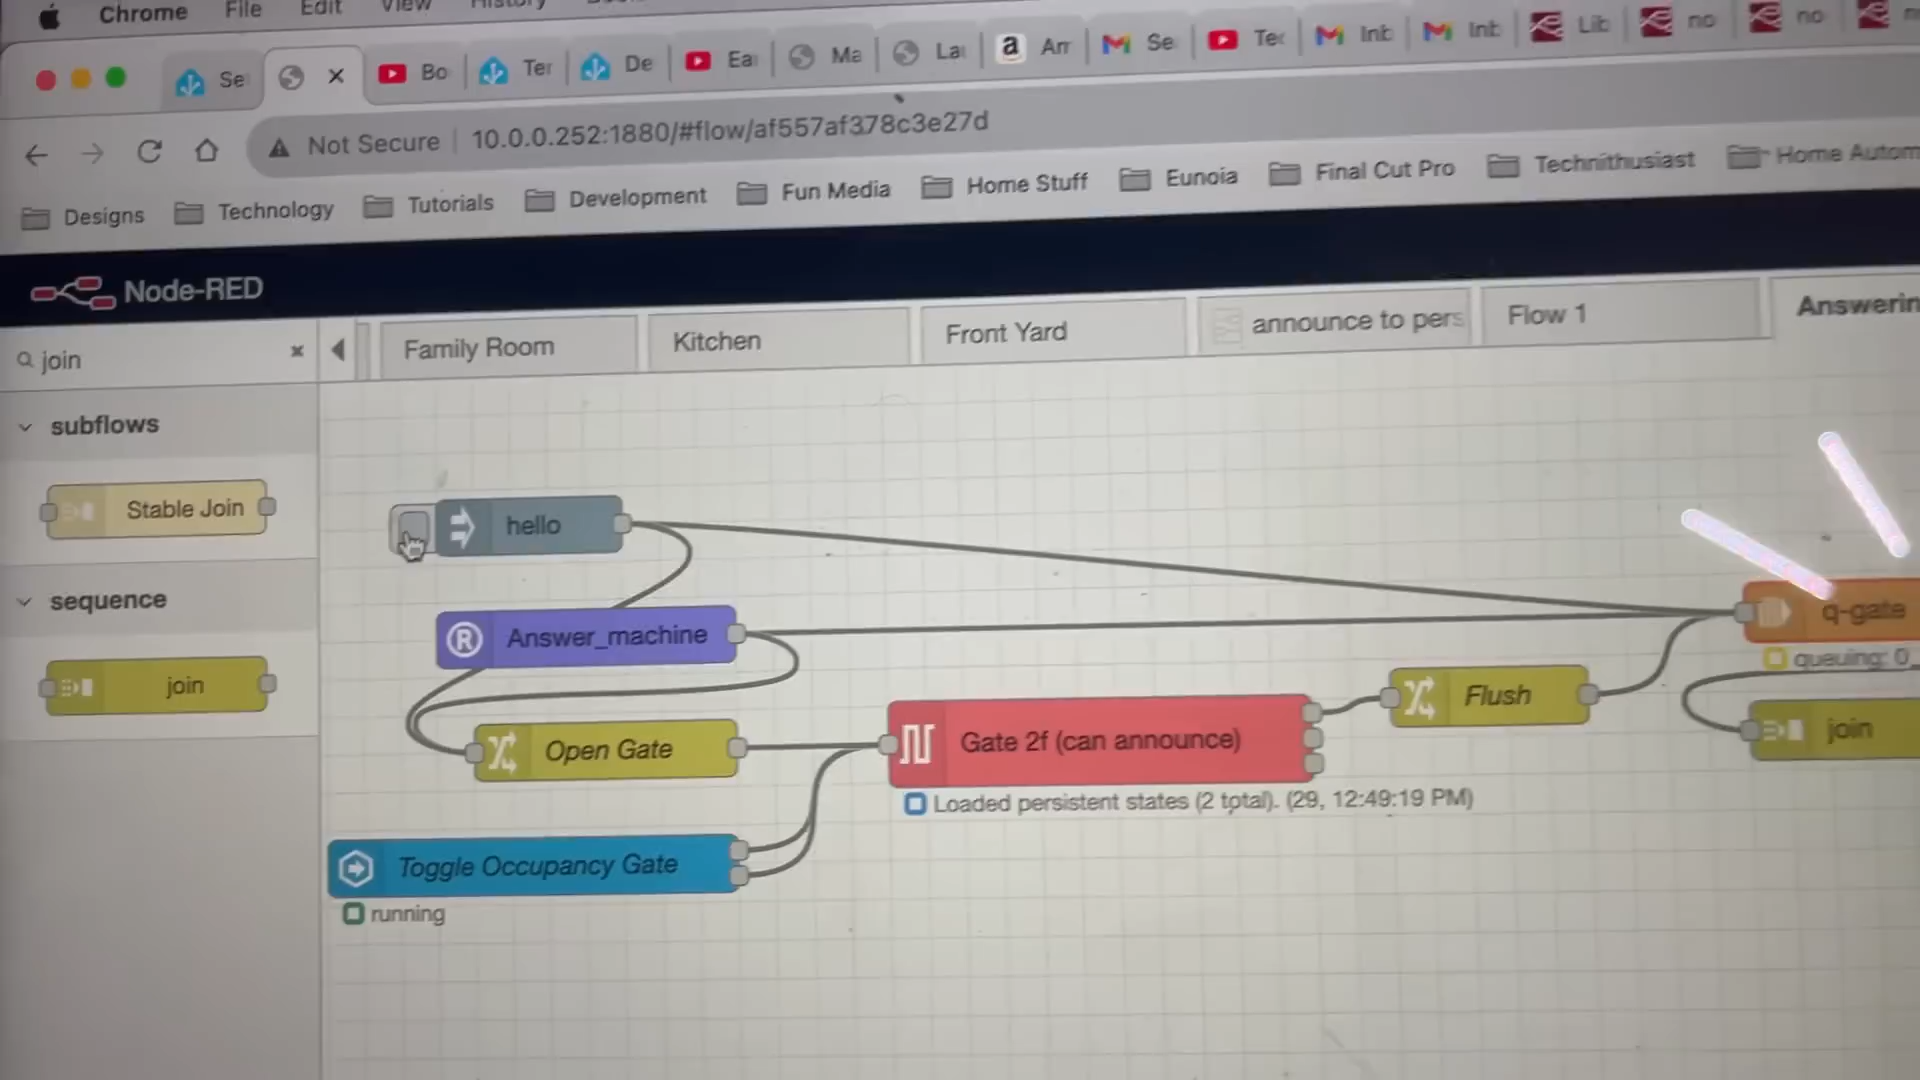 Chrome File Edit View History
Se Bo Ter De Ea Ma La Am Se Tec Inb Inb Lib no no
Not Secure 10.0.0.252:1880/#flow/af557af378c3e27d
Designs Technology Tutorials Development Fun Media Home Stuff Eunoia Final Cut Pro Technithusiast Home Autom
Node-RED
join
Family Room Kitchen Front Yard announce to pers Flow 1 Answerin
subflows
Stable Join
sequence
join
hello
Answer_machine
Open Gate
Toggle Occupancy Gate
running
Gate 2f (can announce)
Loaded persistent states (2 total). (29, 12:49:19 PM)
Flush
q-gate
queuing: 0
join